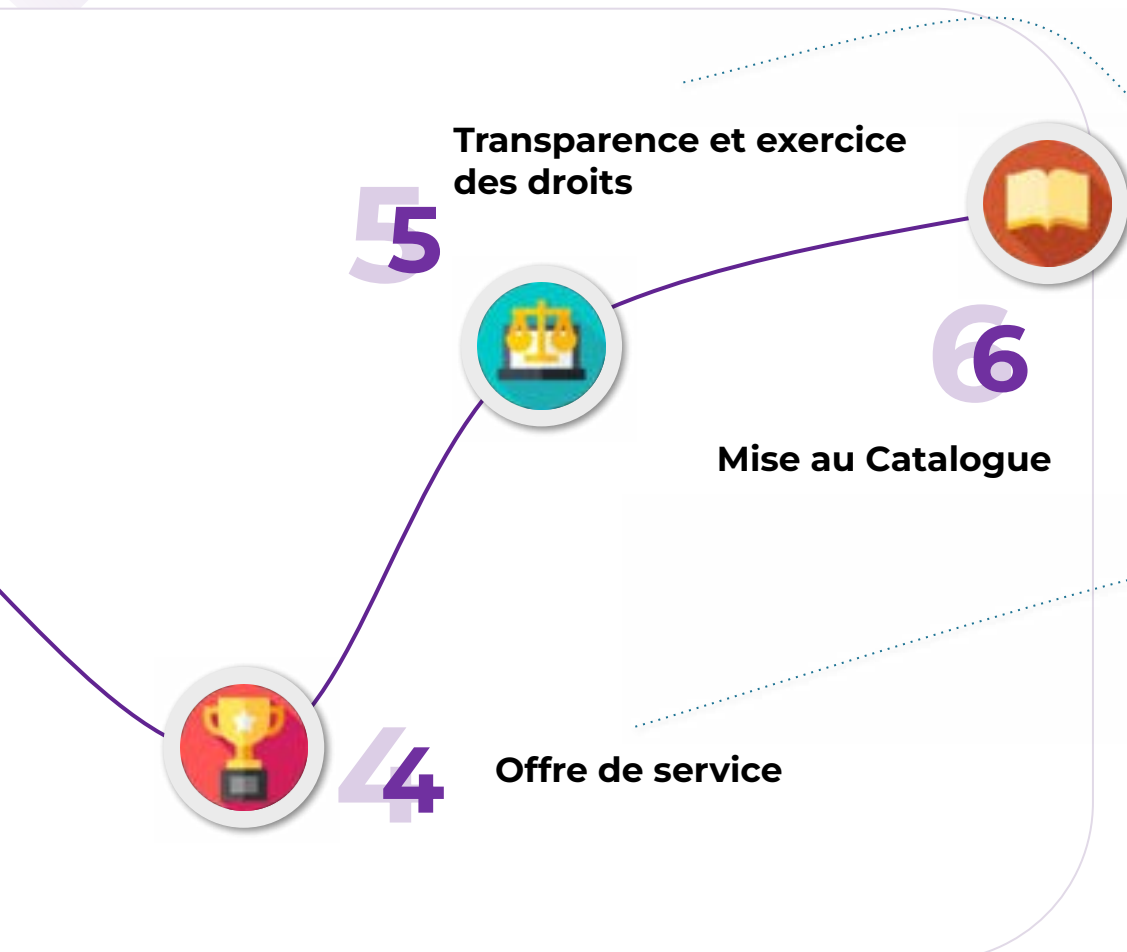 Transparence et exercice
des droits
5
6
Mise au Catalogue
4
Offre de service